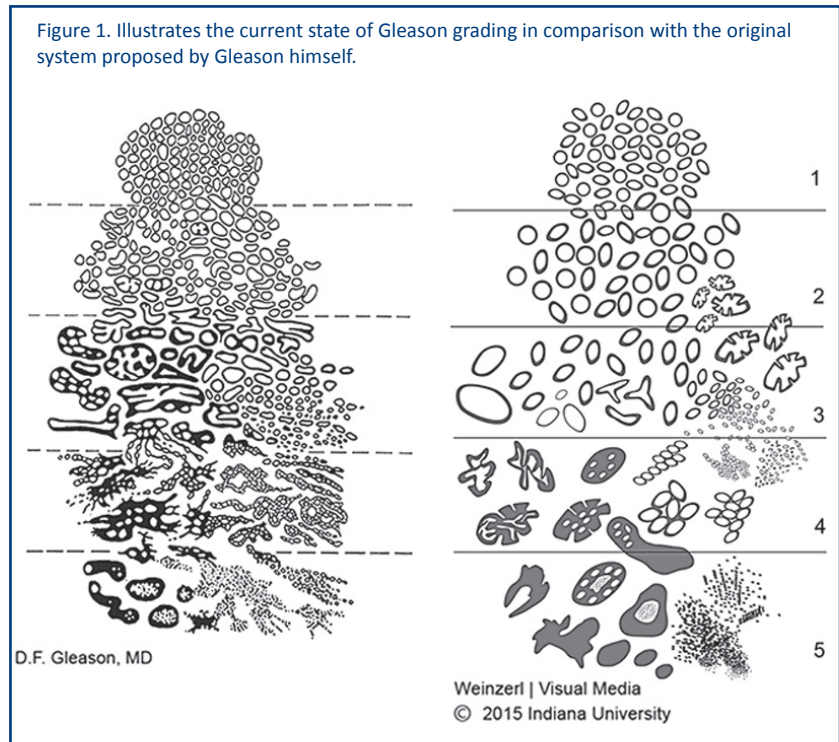 Figure 1. Illustrates the current state of Gleason grading in comparison with the original
system proposed by Gleason himself.
1
2
3
4
5
D.F. Gleason, MD
Weinzerl | Visual Media
© 2015 Indiana University